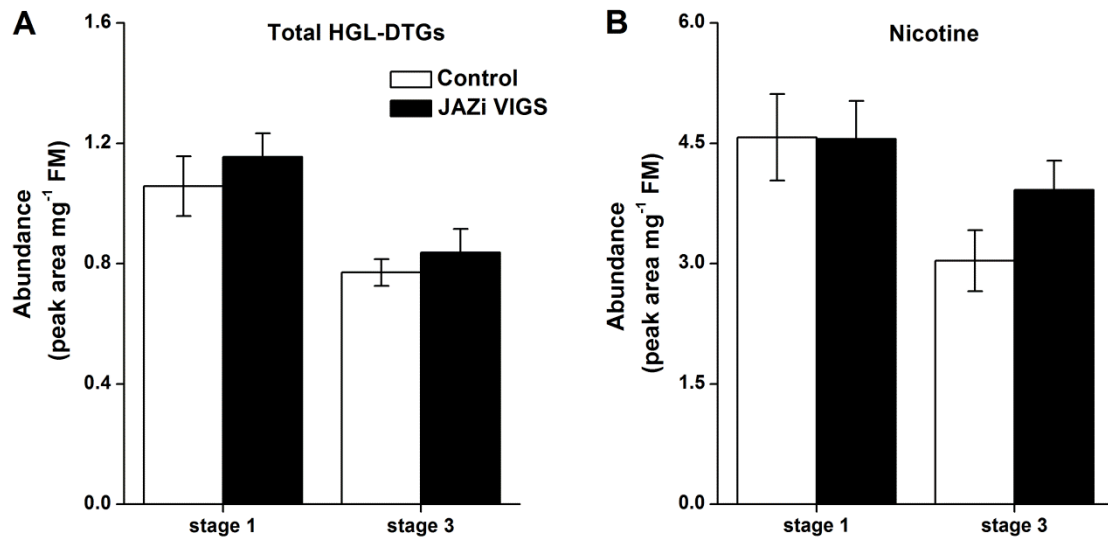 A
Total HGL-DTGs
Control
JAZi VIGS
Abundance
(peak area mg⁻¹ FM)
1.6
1.2
0.8
0.4
0.0
stage 1
stage 3
B
Nicotine
Abundance
(peak area mg⁻¹ FM)
6.0
4.5
3.0
4.5
0.0
stage 1
stage 3